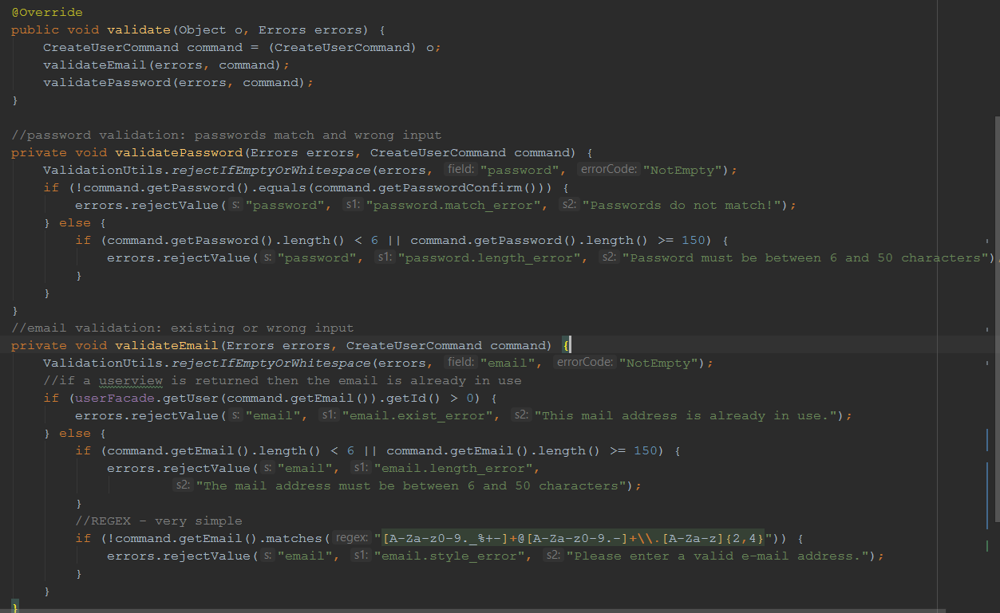 @Override
public void validate(Object o, Errors errors) {
    CreateUserCommand command = (CreateUserCommand) o;
    validateEmail(errors, command);
    validatePassword(errors, command);
}

//password validation: passwords match and wrong input
private void validatePassword(Errors errors, CreateUserCommand command) {
    ValidationUtils.rejectIfEmptyOrWhitespace(errors, field: "password", errorCode: "NotEmpty");
    if (!command.getPassword().equals(command.getPasswordConfirm())) {
        errors.rejectValue( s: "password", s1: "password.match_error", s2: "Passwords do not match!");
    } else {
        if (command.getPassword().length() < 6 || command.getPassword().length() >= 150) {
            errors.rejectValue( s: "password", s1: "password.length_error", s2: "Password must be between 6 and 50 characters");
        }
    }
}
//email validation: existing or wrong input
private void validateEmail(Errors errors, CreateUserCommand command) {
    ValidationUtils.rejectIfEmptyOrWhitespace(errors, field: "email", errorCode: "NotEmpty");
    //if a userview is returned then the email is already in use
    if (userFacade.getUser(command.getEmail()).getId() > 0) {
        errors.rejectValue( s: "email", s1: "email.exist_error", s2: "This mail address is already in use.");
    } else {
        if (command.getEmail().length() < 6 || command.getEmail().length() >= 150) {
            errors.rejectValue( s: "email", s1: "email.length_error",
                    s2: "The mail address must be between 6 and 50 characters");
        }
        //REGEX - very simple
        if (!command.getEmail().matches( regex: "[A-Za-z0-9._%+-]+@[A-Za-z0-9.-]+\\.[A-Za-z]{2,4}")) {
            errors.rejectValue( s: "email", s1: "email.style_error", s2: "Please enter a valid e-mail address.");
        }
    }
}